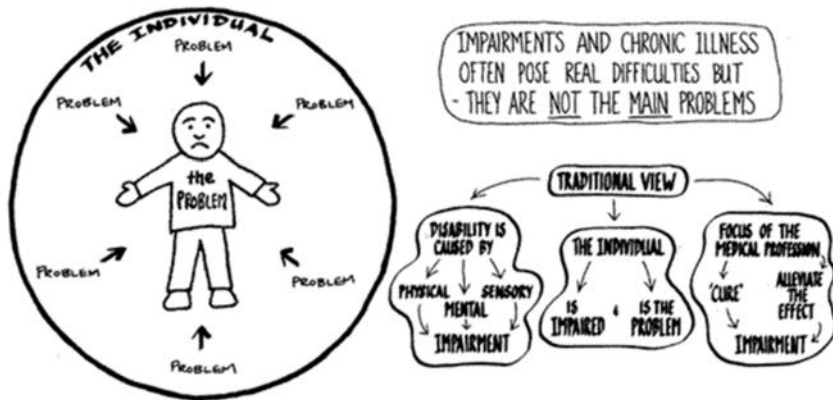 THE INDIVIDUAL
PROBLEM
PROBLEM
PROBLEM
the
PROBLEM
PROBLEM
PROBLEM
PROBLEM
IMPAIRMENTS AND CHRONIC ILLNESS
OFTEN POSE REAL DIFFICULTIES BUT
- THEY ARE NOT THE MAIN PROBLEMS
TRADITIONAL VIEW
DISABILITY IS
CAUSED BY
PHYSICAL
SENSORY
MENTAL
IMPAIRMENT
THE INDIVIDUAL
IS
IMPAIRED
&
IS THE
PROBLEM
FOCUS OF THE
MEDICAL PROFESSION
"CURE"
ALLEVIATE
THE
EFFECT
IMPAIRMENT